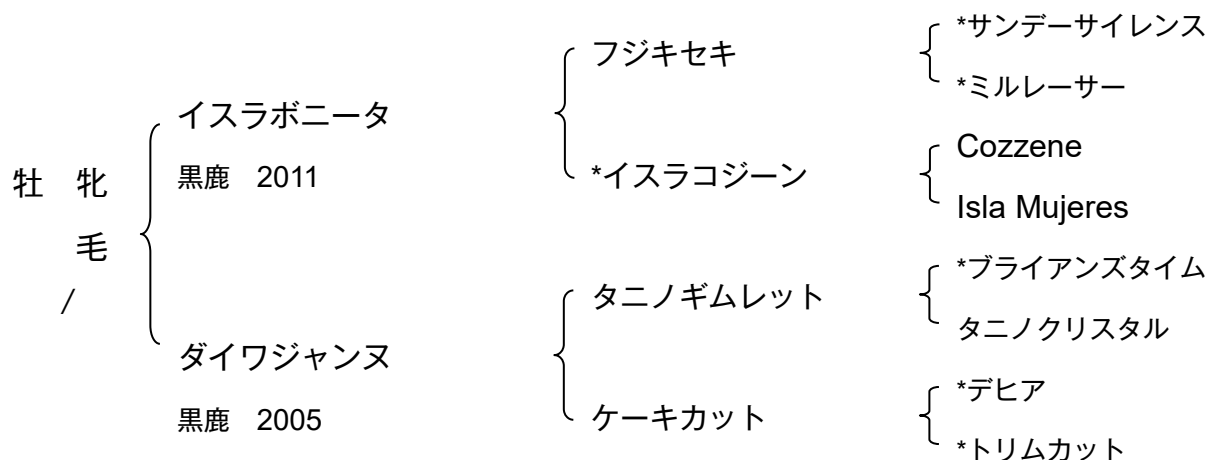 牡　牝
毛
/
イスラボニータ
黒鹿　2011
ダイワジャンヌ
黒鹿　2005
フジキセキ
*イスラコジーン
タニノギムレット
ケーキカット
*サンデーサイレンス
*ミルレーサー
Cozzene
Isla Mujeres
*ブライアンズタイム
タニノクリスタル
*デヒア
*トリムカット